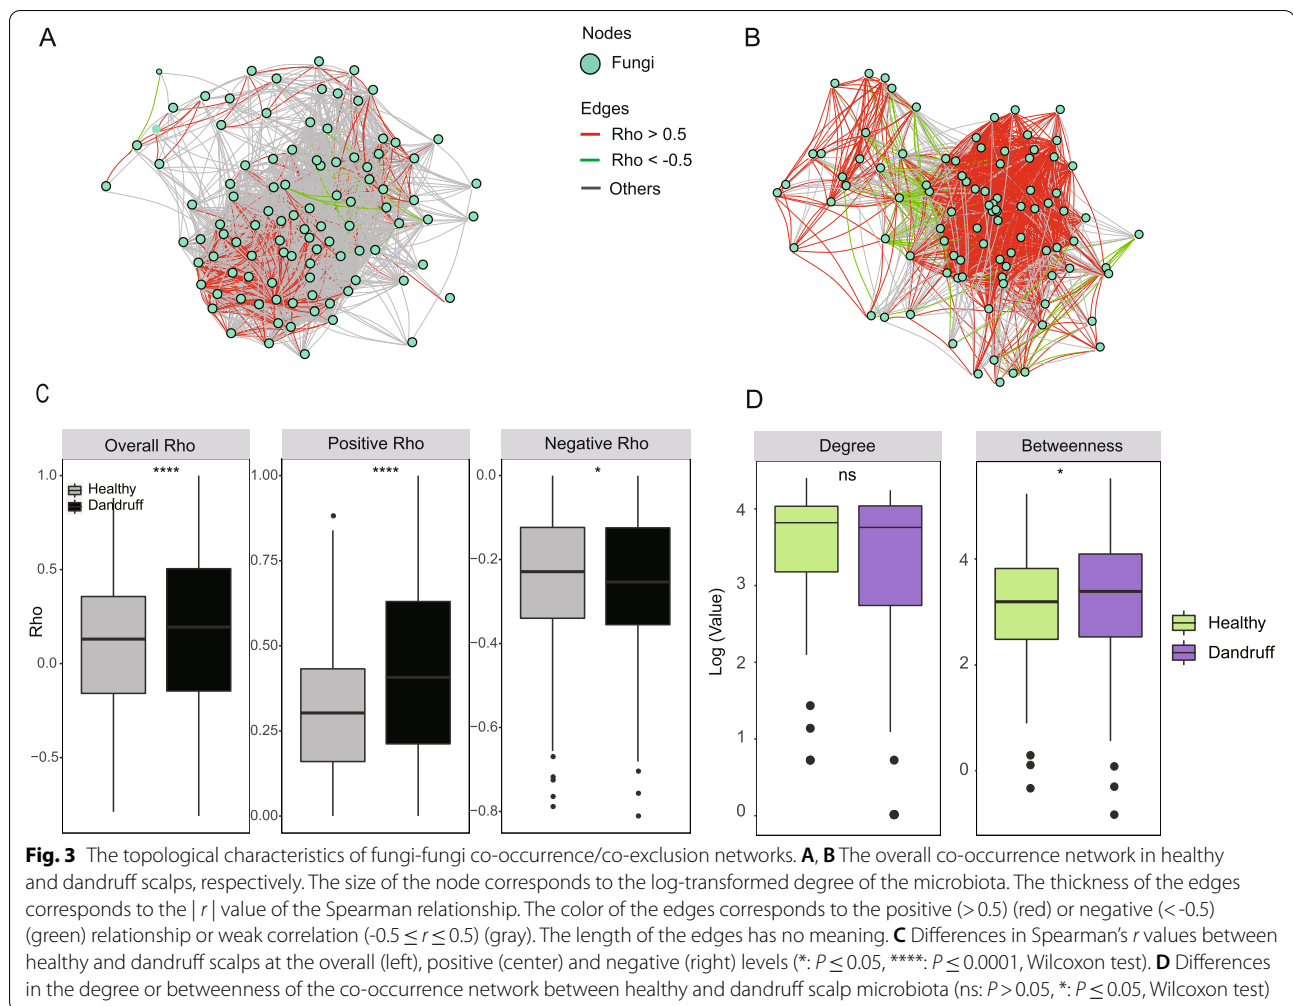 A
B
Nodes
Fungi
Edges
Rho > 0.5
Rho < -0.5
Others
C
D
Overall Rho
Positive Rho
Negative Rho
Degree
Betweenness
****
****
*
ns
*
Healthy
Dandruff
Rho
1.0
0.5
0.0
−0.5
1.00
0.75
0.50
0.25
0.00
0.0
−0.2
−0.4
−0.6
−0.8
Log (Value)
4
3
2
1
0
4
2
0
Healthy
Dandruff
Fig. 3 The topological characteristics of fungi-fungi co-occurrence/co-exclusion networks. A, B The overall co-occurrence network in healthy
and dandruff scalps, respectively. The size of the node corresponds to the log-transformed degree of the microbiota. The thickness of the edges
corresponds to the | r | value of the Spearman relationship. The color of the edges corresponds to the positive (> 0.5) (red) or negative (< -0.5)
(green) relationship or weak correlation (-0.5 ≤ r ≤ 0.5) (gray). The length of the edges has no meaning. C Differences in Spearman's r values between
healthy and dandruff scalps at the overall (left), positive (center) and negative (right) levels (*: P ≤ 0.05, ****: P ≤ 0.0001, Wilcoxon test). D Differences
in the degree or betweenness of the co-occurrence network between healthy and dandruff scalp microbiota (ns: P > 0.05, *: P ≤ 0.05, Wilcoxon test)